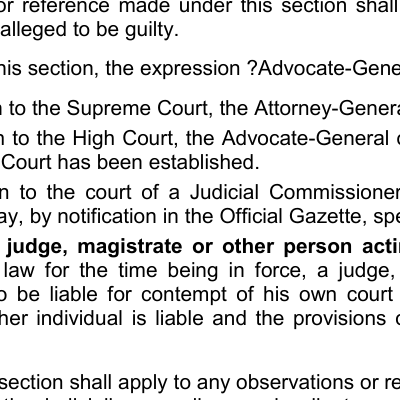 or reference made under this section shall
alleged to be guilty.
his section, the expression ?Advocate-Gene
to the Supreme Court, the Attorney-Genera
n to the High Court, the Advocate-General
Court has been established.
n to the court of a Judicial Commissioner
ay, by notification in the Official Gazette, spe
judge, magistrate or other person acti
law for the time being in force, a judge,
o be liable for contempt of his own court
her individual is liable and the provisions
section shall apply to any observations or re